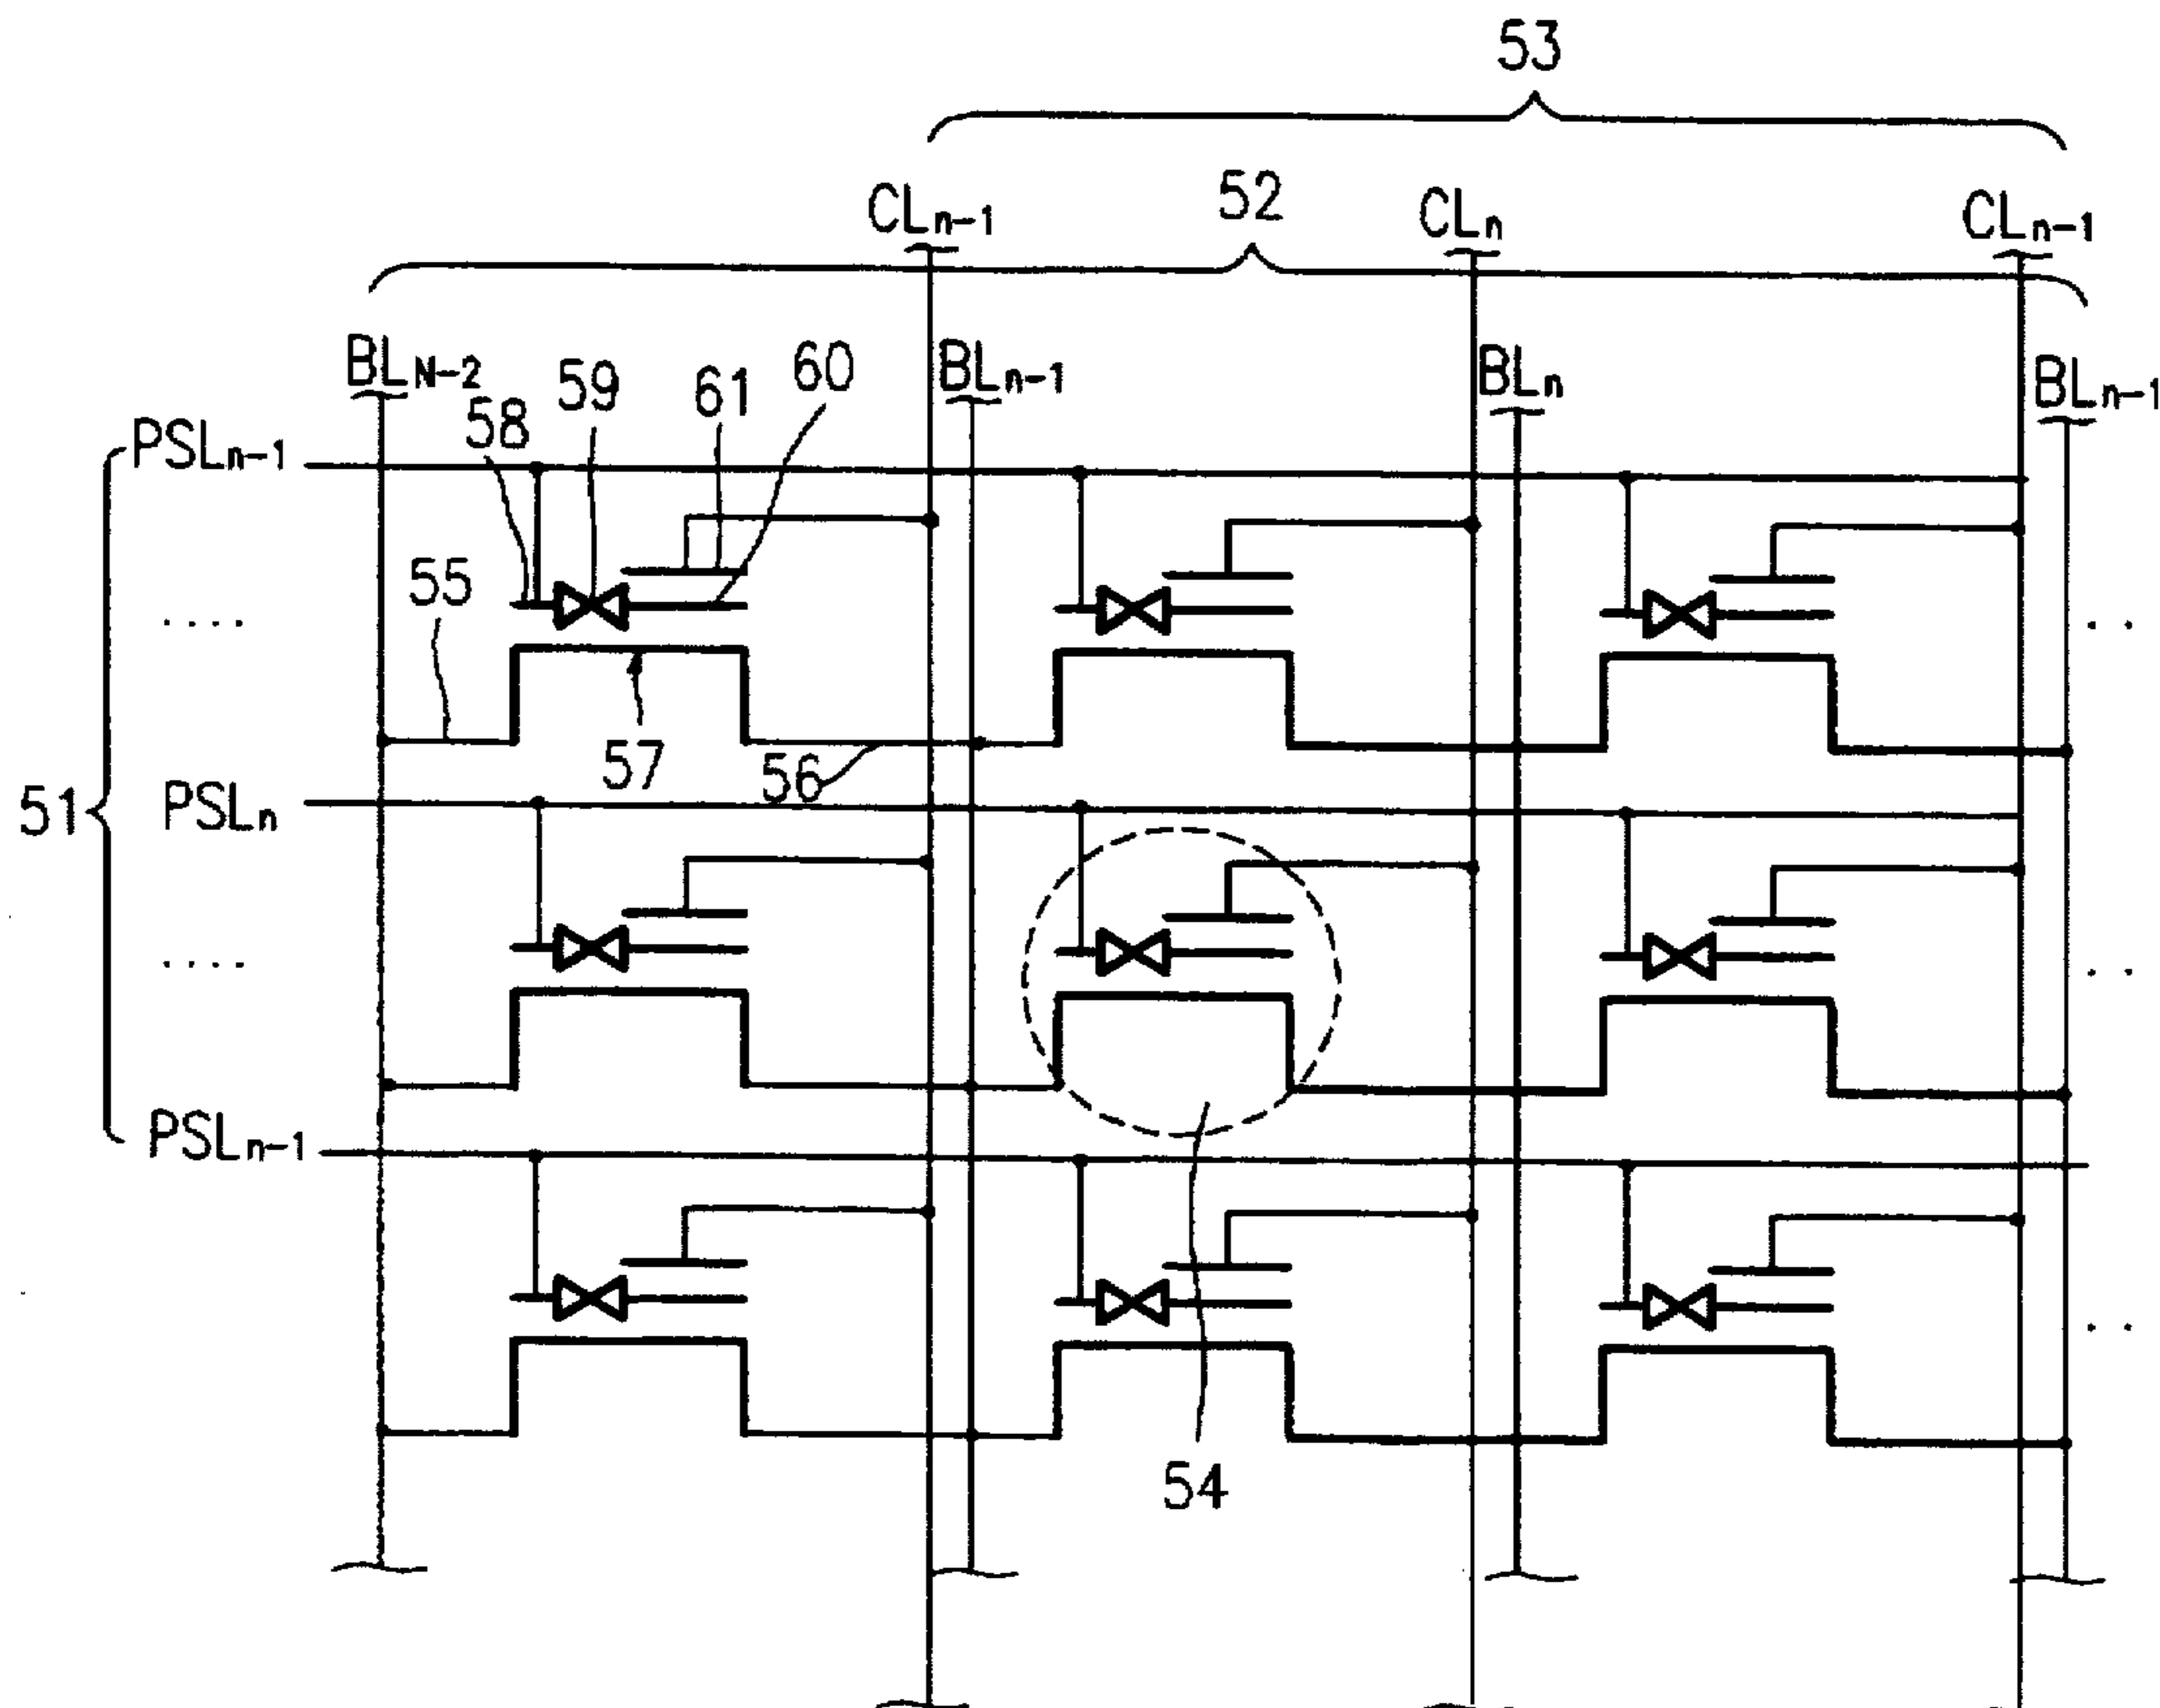 53
52
CLn-1
CLn
CLn-1
BLN-2
BLn-1
BLn
BLn-1
58
59
61
60
PSLn-1
55
....
..
57
56
51
PSLn
....
..
PSLn-1
..
54